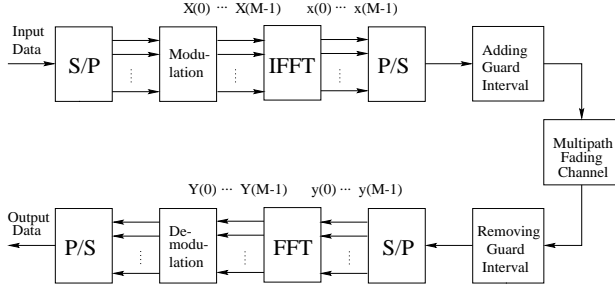 X(0) ··· X(M-1) x(0) ··· x(M-1)
Input
Data
S/P
Modu-
lation
IFFT
P/S
Adding
Guard
Interval
Multipath
Fading
Channel
Y(0) ··· Y(M-1) y(0) ··· y(M-1)
Output
Data
P/S
De-
modu-
lation
FFT
S/P
Removing
Guard
Interval